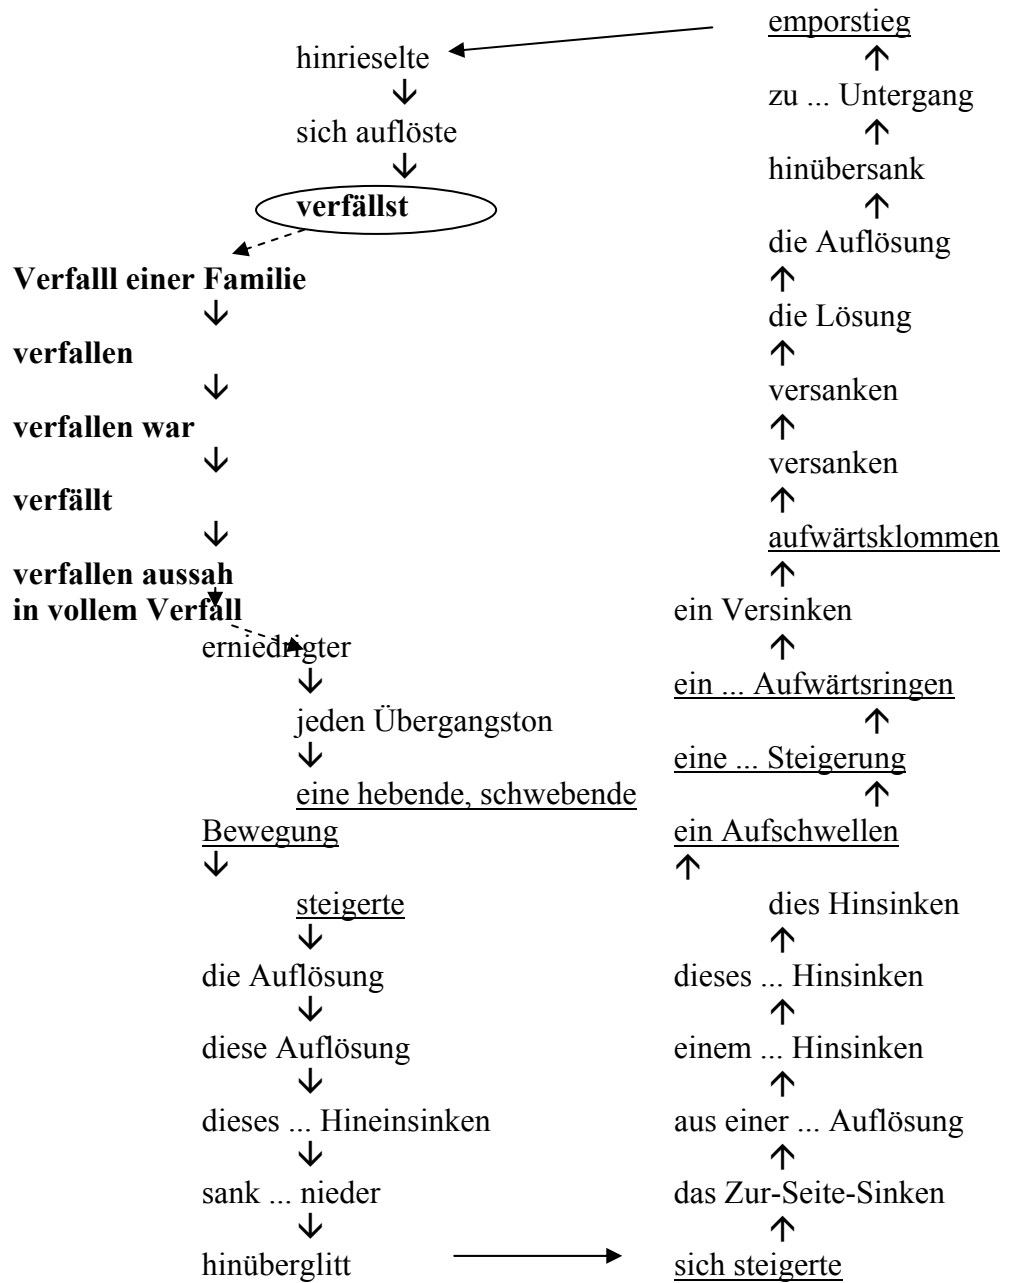 emporstieg
hinrieselte
zu ... Untergang
sich auflöste
hinübersank
verfällst
die Auflösung
Verfalll einer Familie
die Lösung
verfallen
versanken
verfallen war
versanken
verfällt
aufwärtsklommen
verfallen aussah
in vollem Verfall
ein Versinken
erniedrigter
ein ... Aufwärtsringen
jeden Übergangston
eine ... Steigerung
eine hebende, schwebende
Bewegung
ein Aufschwellen
steigerte
dies Hinsinken
die Auflösung
dieses ... Hinsinken
diese Auflösung
einem ... Hinsinken
dieses ... Hineinsinken
aus einer ... Auflösung
sank ... nieder
das Zur-Seite-Sinken
hinüberglitt
sich steigerte